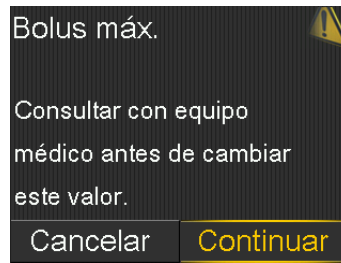 Bolus máx.
Consultar con equipo
médico antes de cambiar
este valor.
Cancelar Continuar